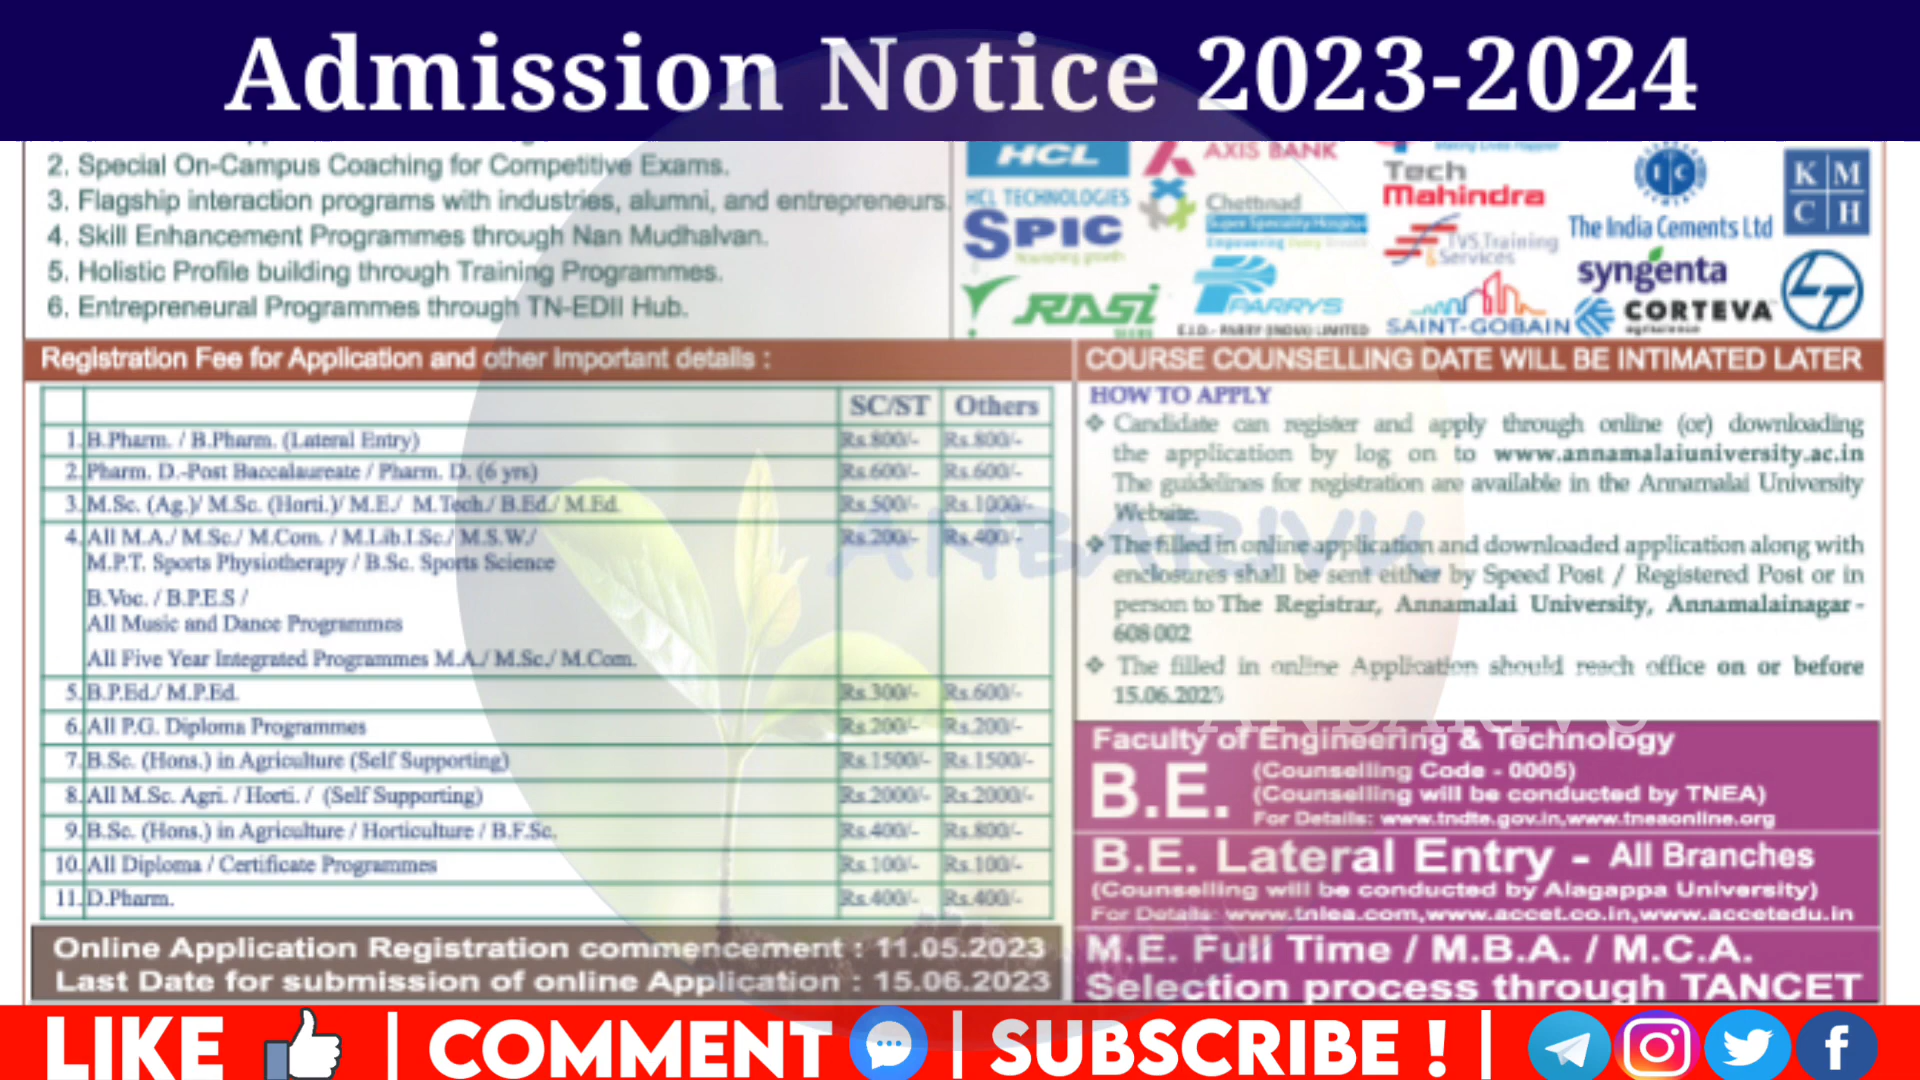 Admission Notice 2023-2024
2. Special On-Campus Coaching for Competitive Exams.
3. Flagship interaction programs with industries, alumni, and entrepreneurs.
4. Skill Enhancement Programmes through Nan Mudhalvan.
5. Holistic Profile building through Training Programmes.
6. Entrepreneural Programmes through TN-EDII Hub.
HCL
HCL TECHNOLOGIES
AXIS BANK
Tech
Mahindra
The India Cements Ltd
K M
C H
SPIC
Chettinad
TVS Training
& Services
syngenta
RASI
PARRYS
E.I.D.- PARRY (INDIA) LIMITED
SAINT-GOBAIN
CORTEVA
agriscience
Registration Fee for Application and other Important details :
SC/ST Others
1. B.Pharm. / B.Pharm. (Lateral Entry) Rs.800/- Rs.800/-
2. Pharm. D.-Post Baccalaureate / Pharm. D. (6 yrs) Rs.600/- Rs.600/-
3. M.Sc. (Ag.)/ M.Sc. (Horti.)/ M.E./ M.Tech./ B.Ed./ M.Ed. Rs.500/- Rs.1000/-
4. All M.A./ M.Sc./ M.Com. / M.Lib.I.Sc./ M.S.W./ Rs.200/- Rs.400/-
M.P.T. Sports Physiotherapy / B.Sc. Sports Science
B.Voc. / B.P.E.S /
All Music and Dance Programmes
All Five Year Integrated Programmes M.A./ M.Sc./ M.Com.
5. B.P.Ed./ M.P.Ed. Rs.300/- Rs.600/-
6. All P.G. Diploma Programmes Rs.200/- Rs.200/-
7. B.Sc. (Hons.) in Agriculture (Self Supporting) Rs.1500/- Rs.1500/-
8. All M.Sc. Agri. / Horti. / (Self Supporting) Rs.2000/- Rs.2000/-
9. B.Sc. (Hons.) in Agriculture / Horticulture / B.F.Sc. Rs.400/- Rs.800/-
10. All Diploma / Certificate Programmes Rs.100/- Rs.100/-
11. D.Pharm. Rs.400/- Rs.400/-
Online Application Registration commencement : 11.05.2023
Last Date for submission of online Application : 15.06.2023
COURSE COUNSELLING DATE WILL BE INTIMATED LATER
HOW TO APPLY
❖ Candidate can register and apply through online (or) downloading
the application by log on to www.annamalaiuniversity.ac.in
The guidelines for registration are available in the Annamalai University
Website.
❖ The filled in online application and downloaded application along with
enclosures shall be sent either by Speed Post / Registered Post or in
person to The Registrar, Annamalai University, Annamalainagar -
608 002
❖ The filled in online Application should reach office on or before
15.06.2023
ANBARIVU
ANBARIVU
Faculty of Engineering & Technology
B.E. (Counselling Code - 0005)
(Counselling will be conducted by TNEA)
For Details: www.tndte.gov.in,www.tneaonline.org
B.E. Lateral Entry - All Branches
(Counselling will be conducted by Alagappa University)
For Details: www.tnlea.com,www.accet.co.in,www.accetedu.in
M.E. Full Time / M.B.A. / M.C.A.
Selection process through TANCET
LIKE | COMMENT | SUBSCRIBE ! |